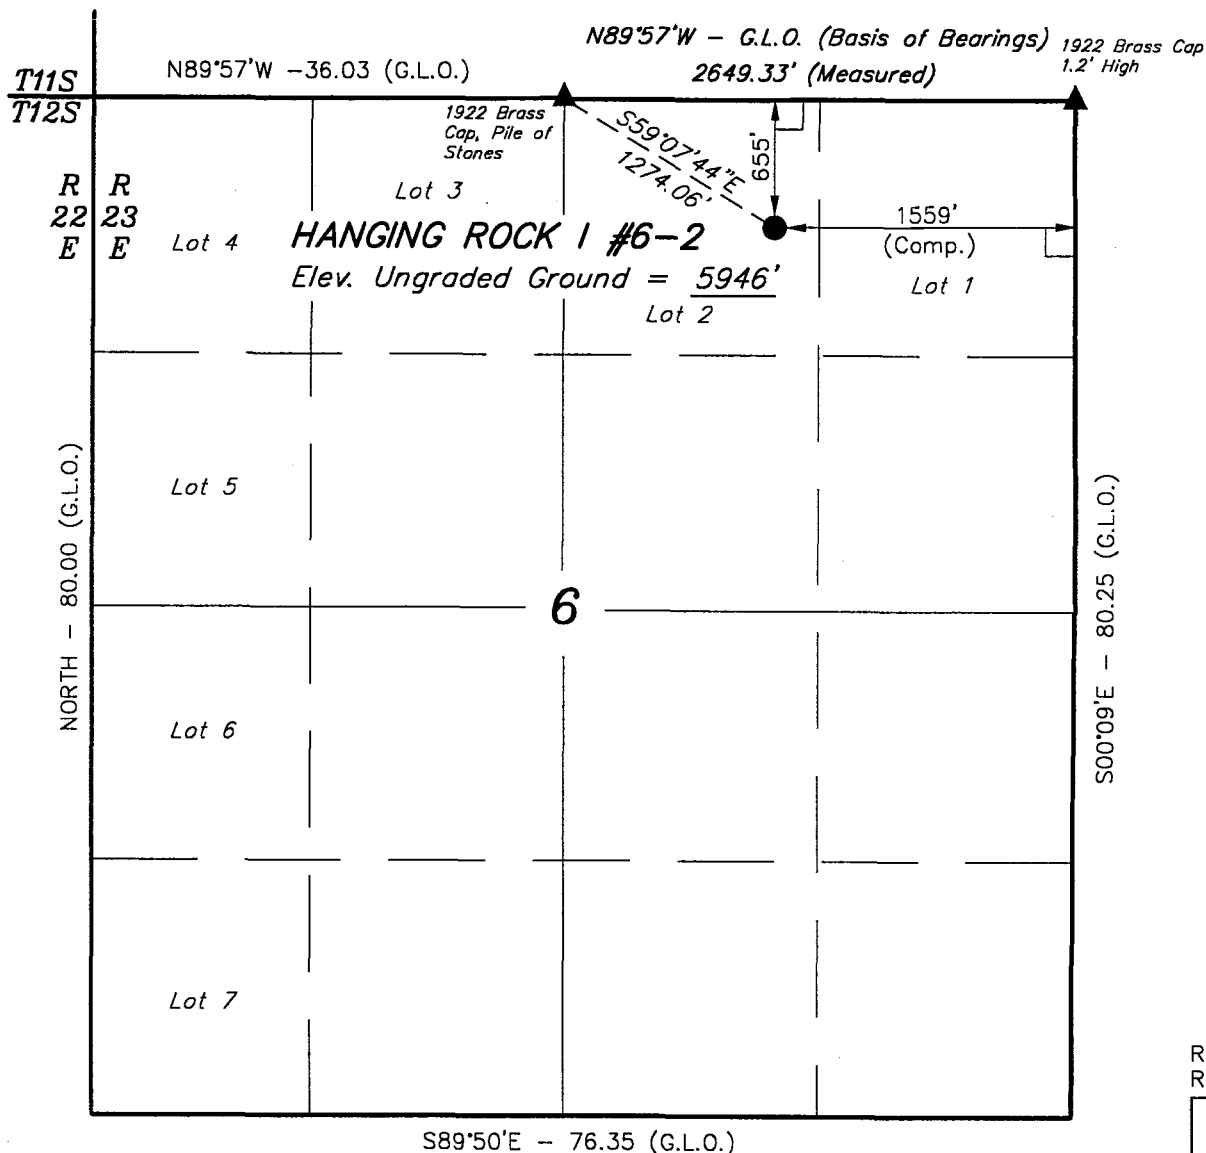 N89°57'W - G.L.O. (Basis of Bearings)
2649.33' (Measured)
1922 Brass Cap
1.2' High
N89°57'W -36.03 (G.L.O.)
T11S
T12S
1922 Brass
Cap, Pile of
Stones
S59°07'44"E
1274.06'
655'
R R
22 23
E E
Lot 3
Lot 4
HANGING ROCK I #6-2
Elev. Ungraded Ground = 5946'
1559'
(Comp.)
Lot 1
Lot 2
Lot 5
NORTH - 80.00 (G.L.O.)
S00°09'E - 80.25 (G.L.O.)
6
Lot 6
Lot 7
R
R
S89°50'E - 76.35 (G.L.O.)